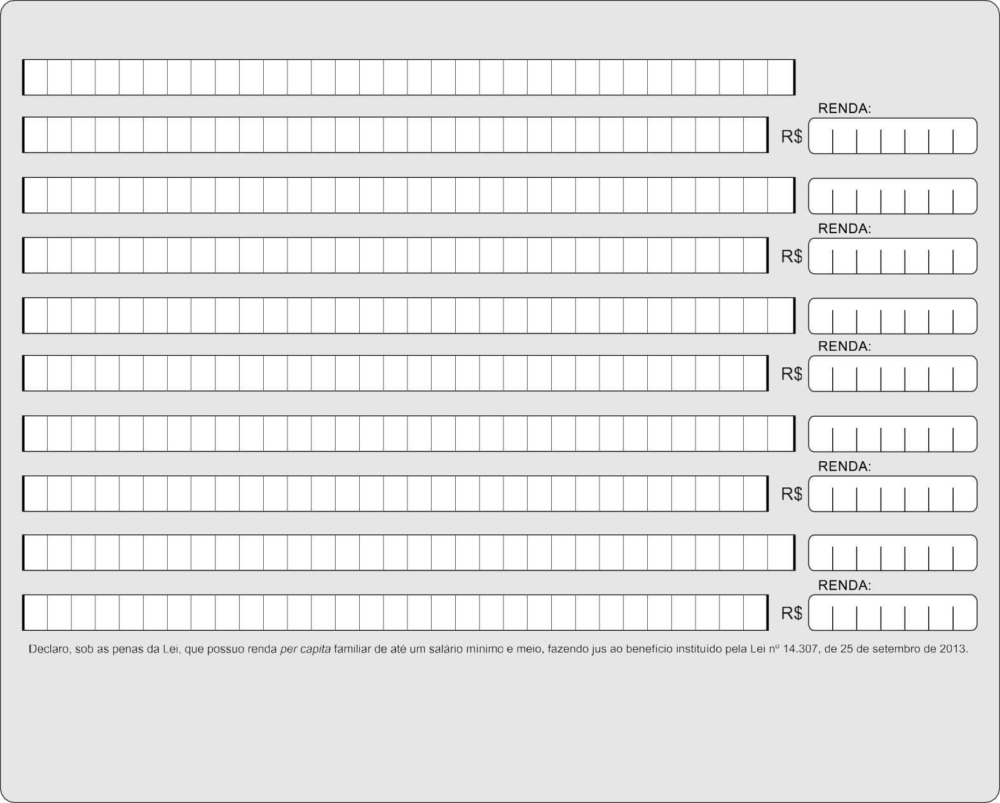 RENDA:
R$
RENDA:
R$
RENDA:
R$
RENDA:
R$
RENDA:
R$
Declaro, sob as penas da Lei, que possuo renda per capita familiar de até um salário mínimo e meio, fazendo jus ao benefício instituído pela Lei nº 14.307, de 25 de setembro de 2013.